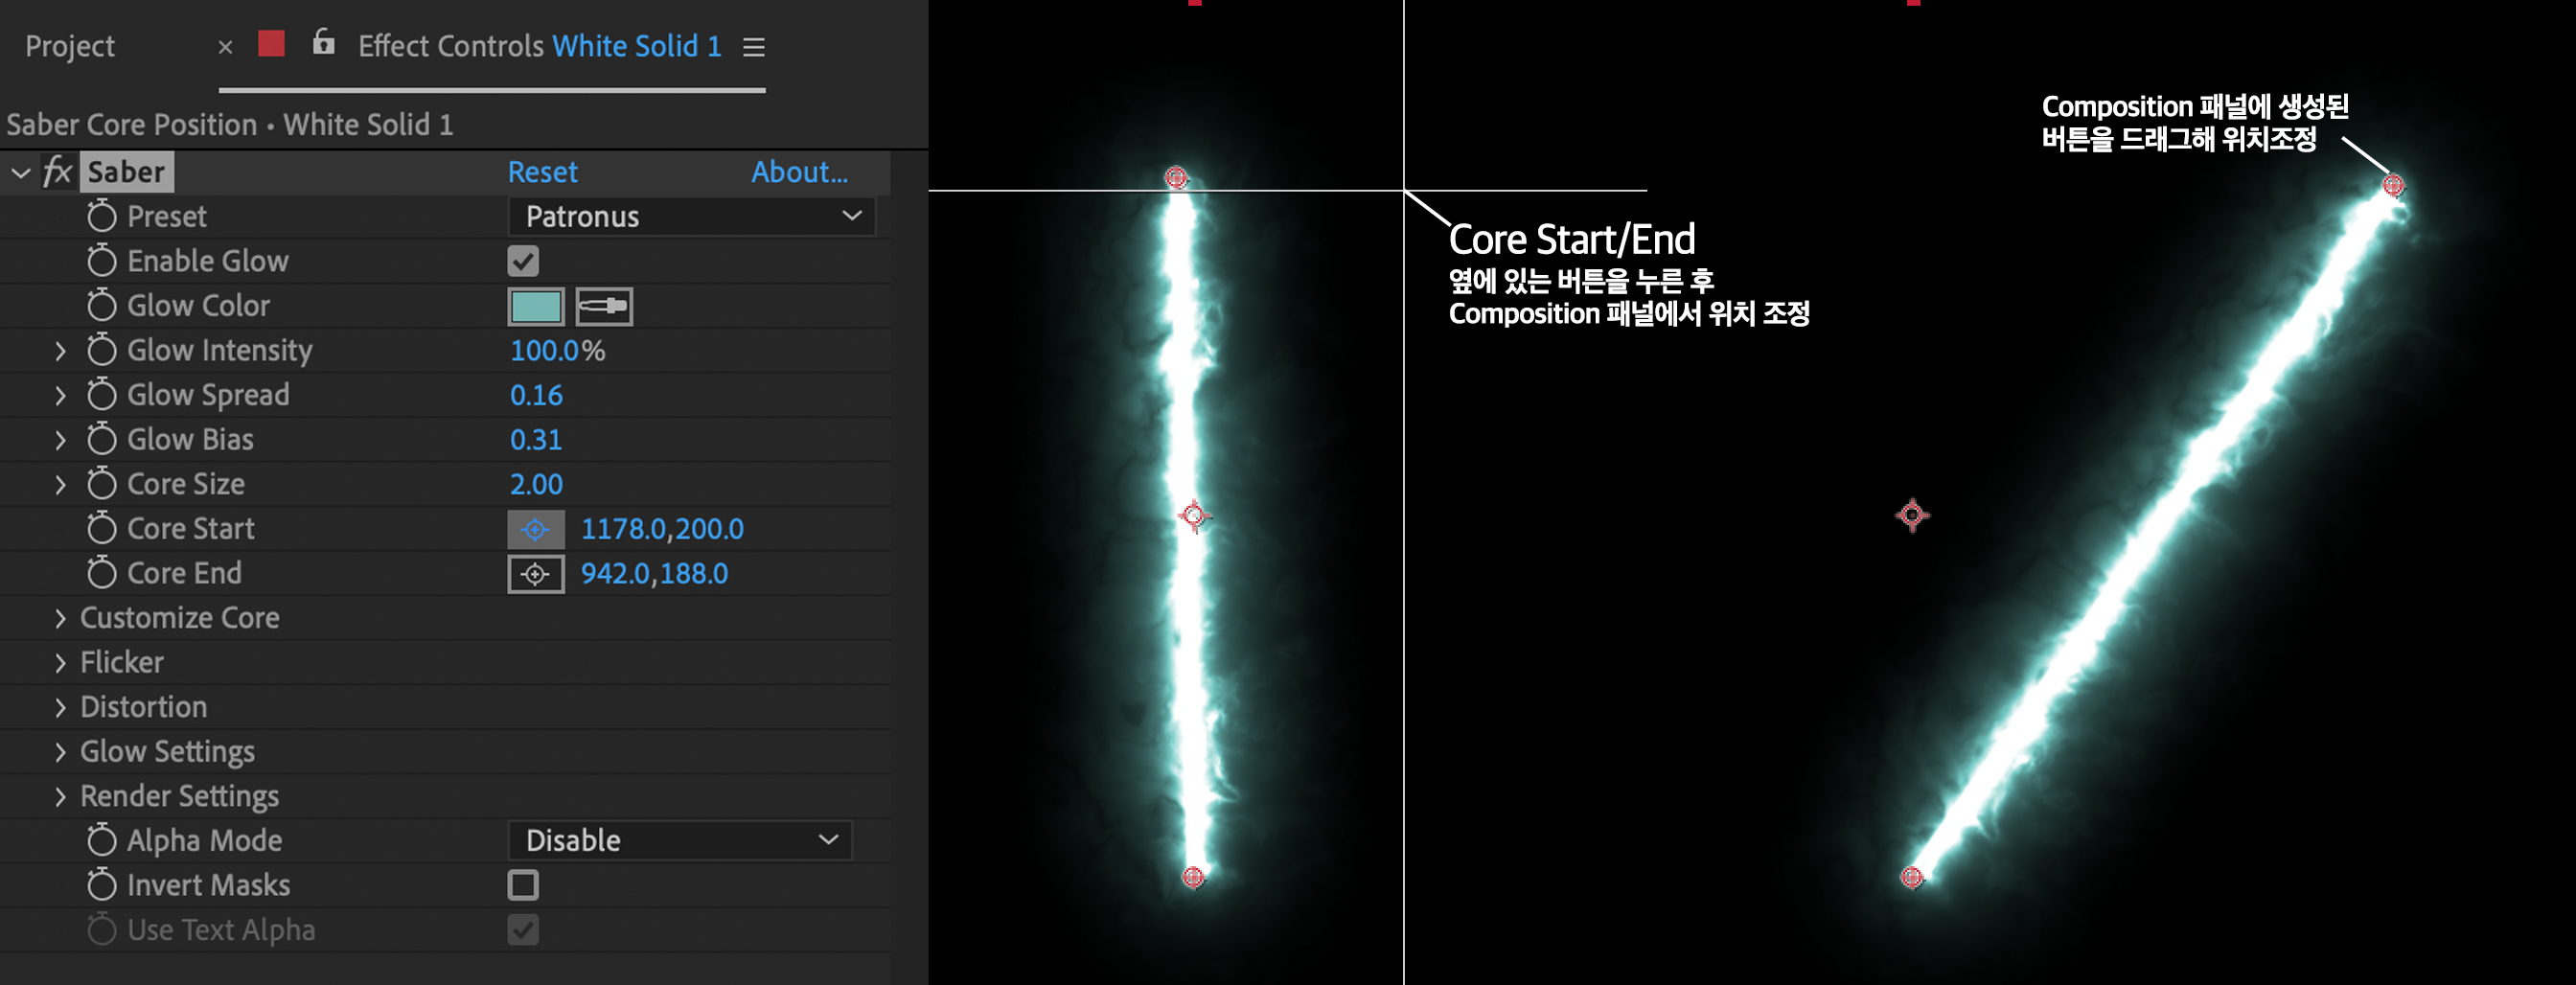 Project
× Effect Controls White Solid 1
Saber Core Position • White Solid 1
fx Saber Reset About...
Preset Patronus
Enable Glow
Glow Color
Glow Intensity 100.0%
Glow Spread 0.16
Glow Bias 0.31
Core Size 2.00
Core Start 1178.0,200.0
Core End 942.0,188.0
Customize Core
Flicker
Distortion
Glow Settings
Render Settings
Alpha Mode Disable
Invert Masks
Use Text Alpha
Core Start/End
옆에 있는 버튼을 누른 후
Composition 패널에서 위치 조정
Composition 패널에 생성된
버튼을 드래그해 위치조정